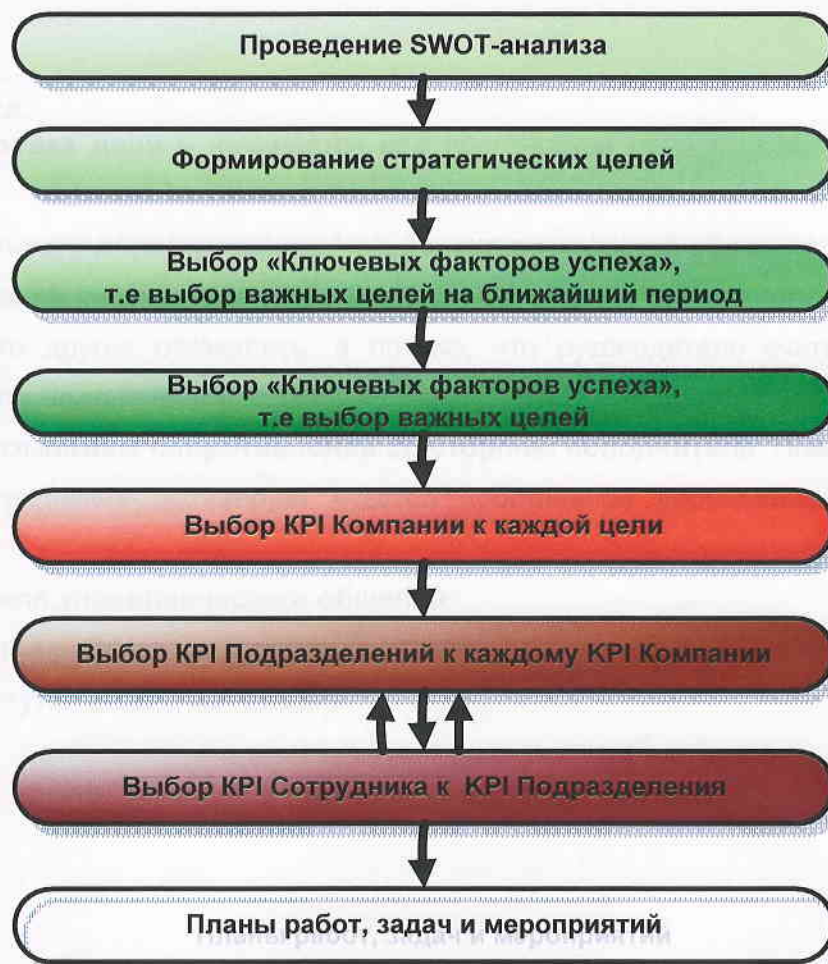 Проведение SWOT-анализа
Формирование стратегических целей
Выбор «Ключевых факторов успеха»,
т.е выбор важных целей на ближайший период
Выбор «Ключевых факторов успеха»,
т.е выбор важных целей
Выбор KPI Компании к каждой цели
Выбор KPI Подразделений к каждому KPI Компании
Выбор KPI Сотрудника к KPI Подразделения
Планы работ, задач и мероприятий